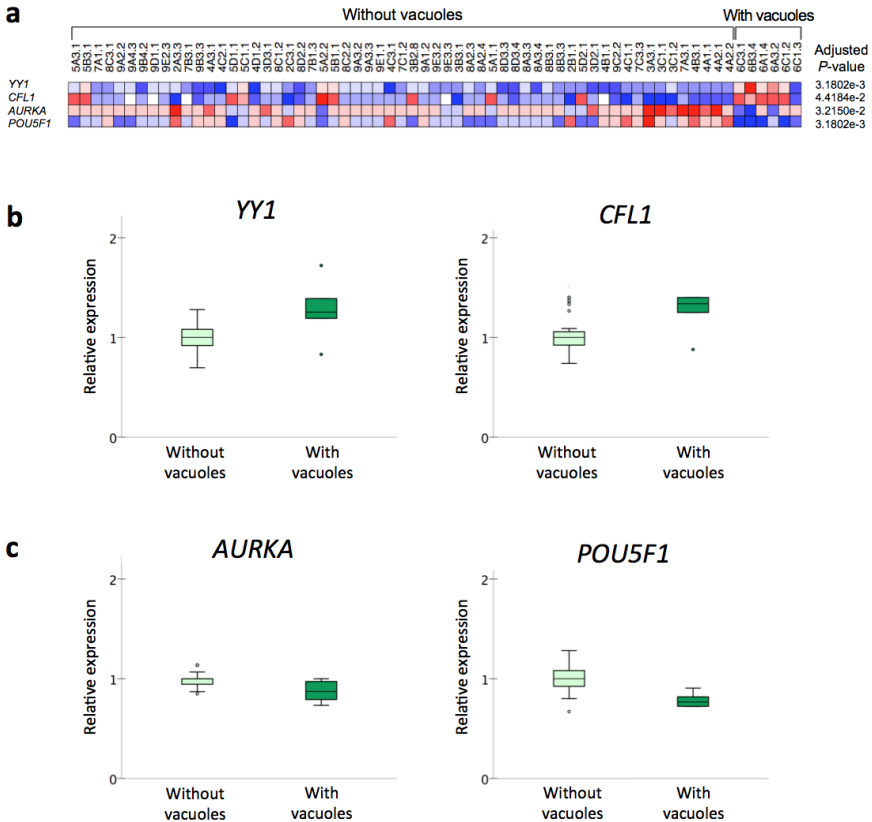 a
Without vacuoles
With vacuoles
5A3.1 5B3.1 7A1.1 8C3.1 9A2.2 9A4.3 9B4.2 9D1.1 9E2.3 2A3.3 7B3.1 9B3.3 4A3.1 4C2.1 5D1.1 5C1.1 4D1.2 3D3.1 8C1.2 2C3.1 8D2.2 7B1.3 5A2.2 5B1.1 8C2.2 9A3.2 9A3.3 9E1.1 4C3.1 7C1.2 3B2.8 9A1.2 9E3.2 9E3.3 3B3.1 8A2.3 8A2.4 5A1.1 8D3.3 8D3.4 8A3.3 8A3.4 8B3.1 8B3.3 2B1.1 5D2.1 3D2.1 4B1.1 9C2.2 4C1.1 7C3.3 3A3.1 3C1.1 3C1.2 7A3.1 4B3.1 4A1.1 4A2.1 4A2.2 6C3.1 6B3.4 6A1.4 6A3.2 6C1.2 6C1.3
Adjusted
P-value
YY1 3.1802e-3
CFL1 4.4184e-2
AURKA 3.2150e-2
POU5F1 3.1802e-3
b
YY1
2
1
0
Relative expression
Without
vacuoles
With
vacuoles
CFL1
2
1
0
Relative expression
Without
vacuoles
With
vacuoles
c
AURKA
2
1
0
Relative expression
Without
vacuoles
With
vacuoles
POU5F1
2
1
0
Relative expression
Without
vacuoles
With
vacuoles